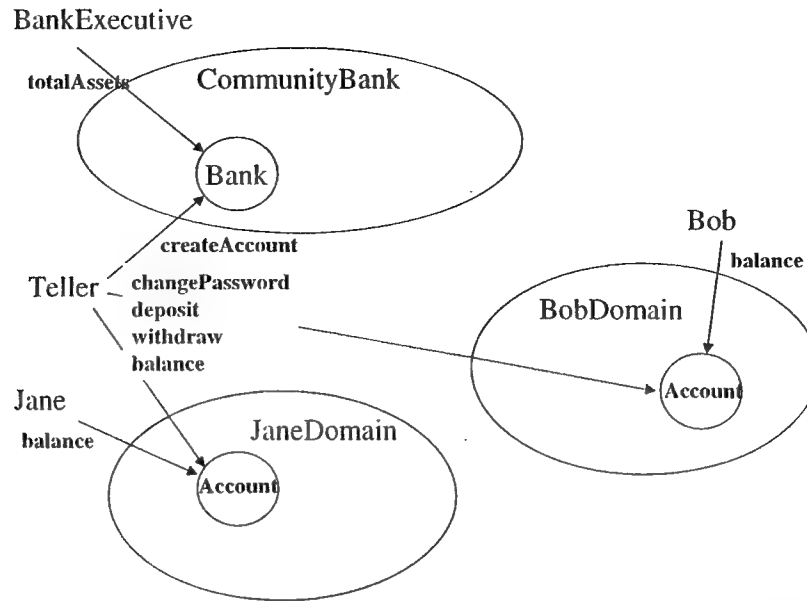 BankExecutive
totalAssets
CommunityBank
Bank
createAccount
Bob
balance
Teller
changePassword
deposit
withdraw
balance
BobDomain
Account
Jane
balance
JaneDomain
Account